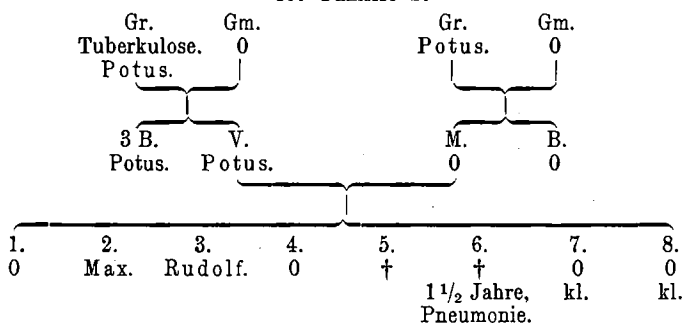 Gr. Gm. Gr. Gm.
Tuberkulose. 0 Potus. 0
Potus.
3 B. V. M. B.
Potus. Potus. 0 0
1. 2. 3. 4. 5. 6. 7. 8.
0 Max. Rudolf. 0 † † 0 0
1 1/2 Jahre, kl. kl.
Pneumonie.